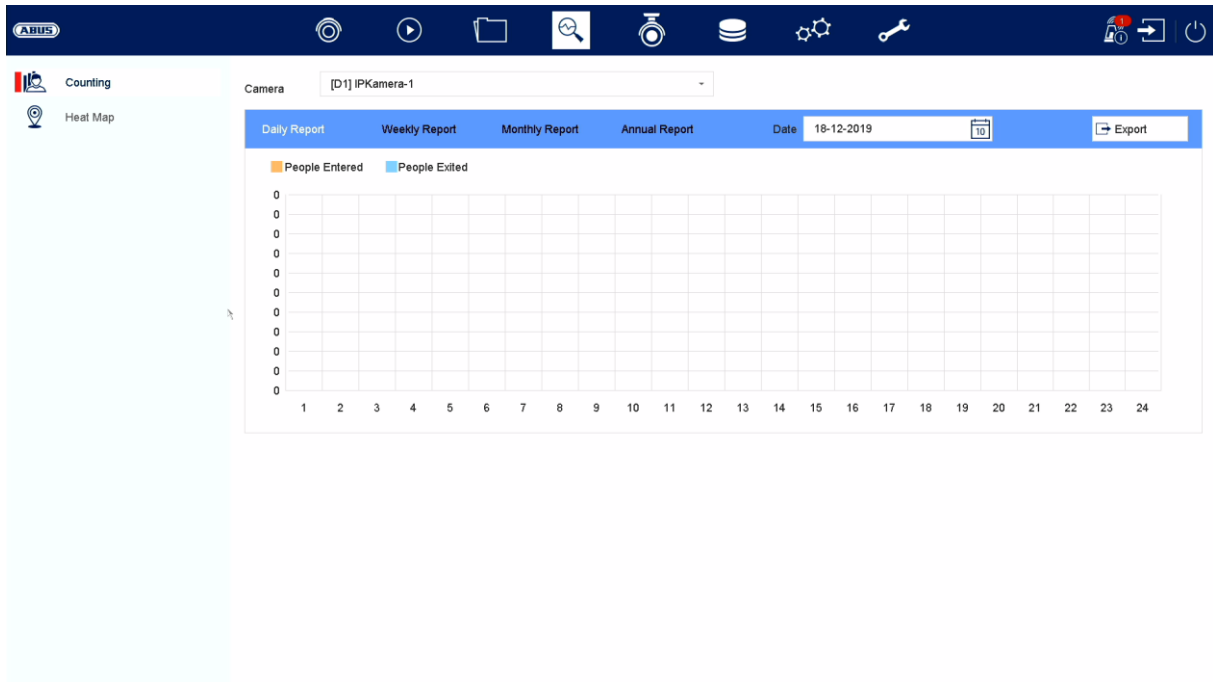 ABUS
1
Counting
Heat Map
Camera [D1] IPKamera-1
Daily Report Weekly Report Monthly Report Annual Report Date 18-12-2019 10 Export
People Entered People Exited
0
0
0
0
0
0
0
0
0
0
0
1 2 3 4 5 6 7 8 9 10 11 12 13 14 15 16 17 18 19 20 21 22 23 24